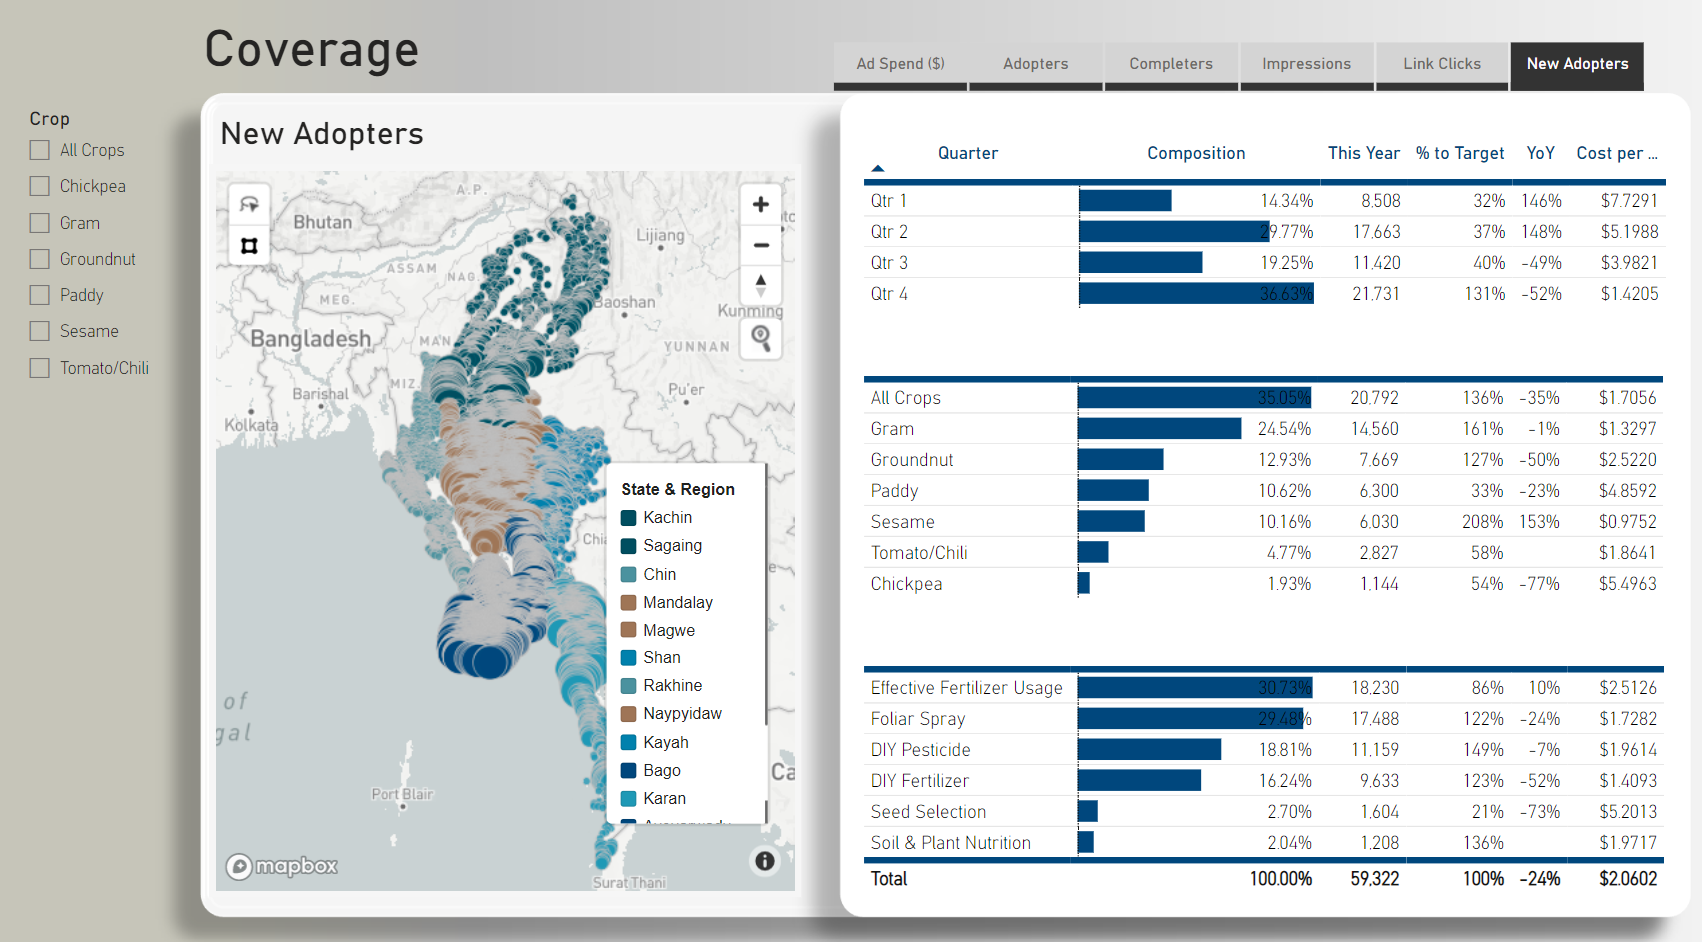 Coverage
Ad Spend ($)
Adopters
Completers
Impressions
Link Clicks
New Adopters
Crop
All Crops
Chickpea
Gram
Groundnut
Paddy
Sesame
Tomato/Chili
New Adopters
A.P.
Bhutan
Lijiang
ASSAM
NAG.
MEG.
Baoshan
Kunming
Bangladesh
MAN.
YUNNAN
MIZ.
Pu'er
Barishal
Kolkata
State & Region
Kachin
Sagaing
Chin
Mandalay
Magwe
Shan
Rakhine
Naypyidaw
Kayah
Bago
Karan
of
gal
Ca
Port Blair
Surat Thani
mapbox
Quarter Composition This Year % to Target YoY Cost per ...
Qtr 1 14.34% 8,508 32% 146% $7.7291
Qtr 2 29.77% 17,663 37% 148% $5.1988
Qtr 3 19.25% 11,420 40% -49% $3.9821
Qtr 4 36.63% 21,731 131% -52% $1.4205
All Crops 35.05% 20,792 136% -35% $1.7056
Gram 24.54% 14,560 161% -1% $1.3297
Groundnut 12.93% 7,669 127% -50% $2.5220
Paddy 10.62% 6,300 33% -23% $4.8592
Sesame 10.16% 6,030 208% 153% $0.9752
Tomato/Chili 4.77% 2,827 58% $1.8641
Chickpea 1.93% 1,144 54% -77% $5.4963
Effective Fertilizer Usage 30.73% 18,230 86% 10% $2.5126
Foliar Spray 29.48% 17,488 122% -24% $1.7282
DIY Pesticide 18.81% 11,159 149% -7% $1.9614
DIY Fertilizer 16.24% 9,633 123% -52% $1.4093
Seed Selection 2.70% 1,604 21% -73% $5.2013
Soil & Plant Nutrition 2.04% 1,208 136% $1.9717
Total 100.00% 59,322 100% -24% $2.0602